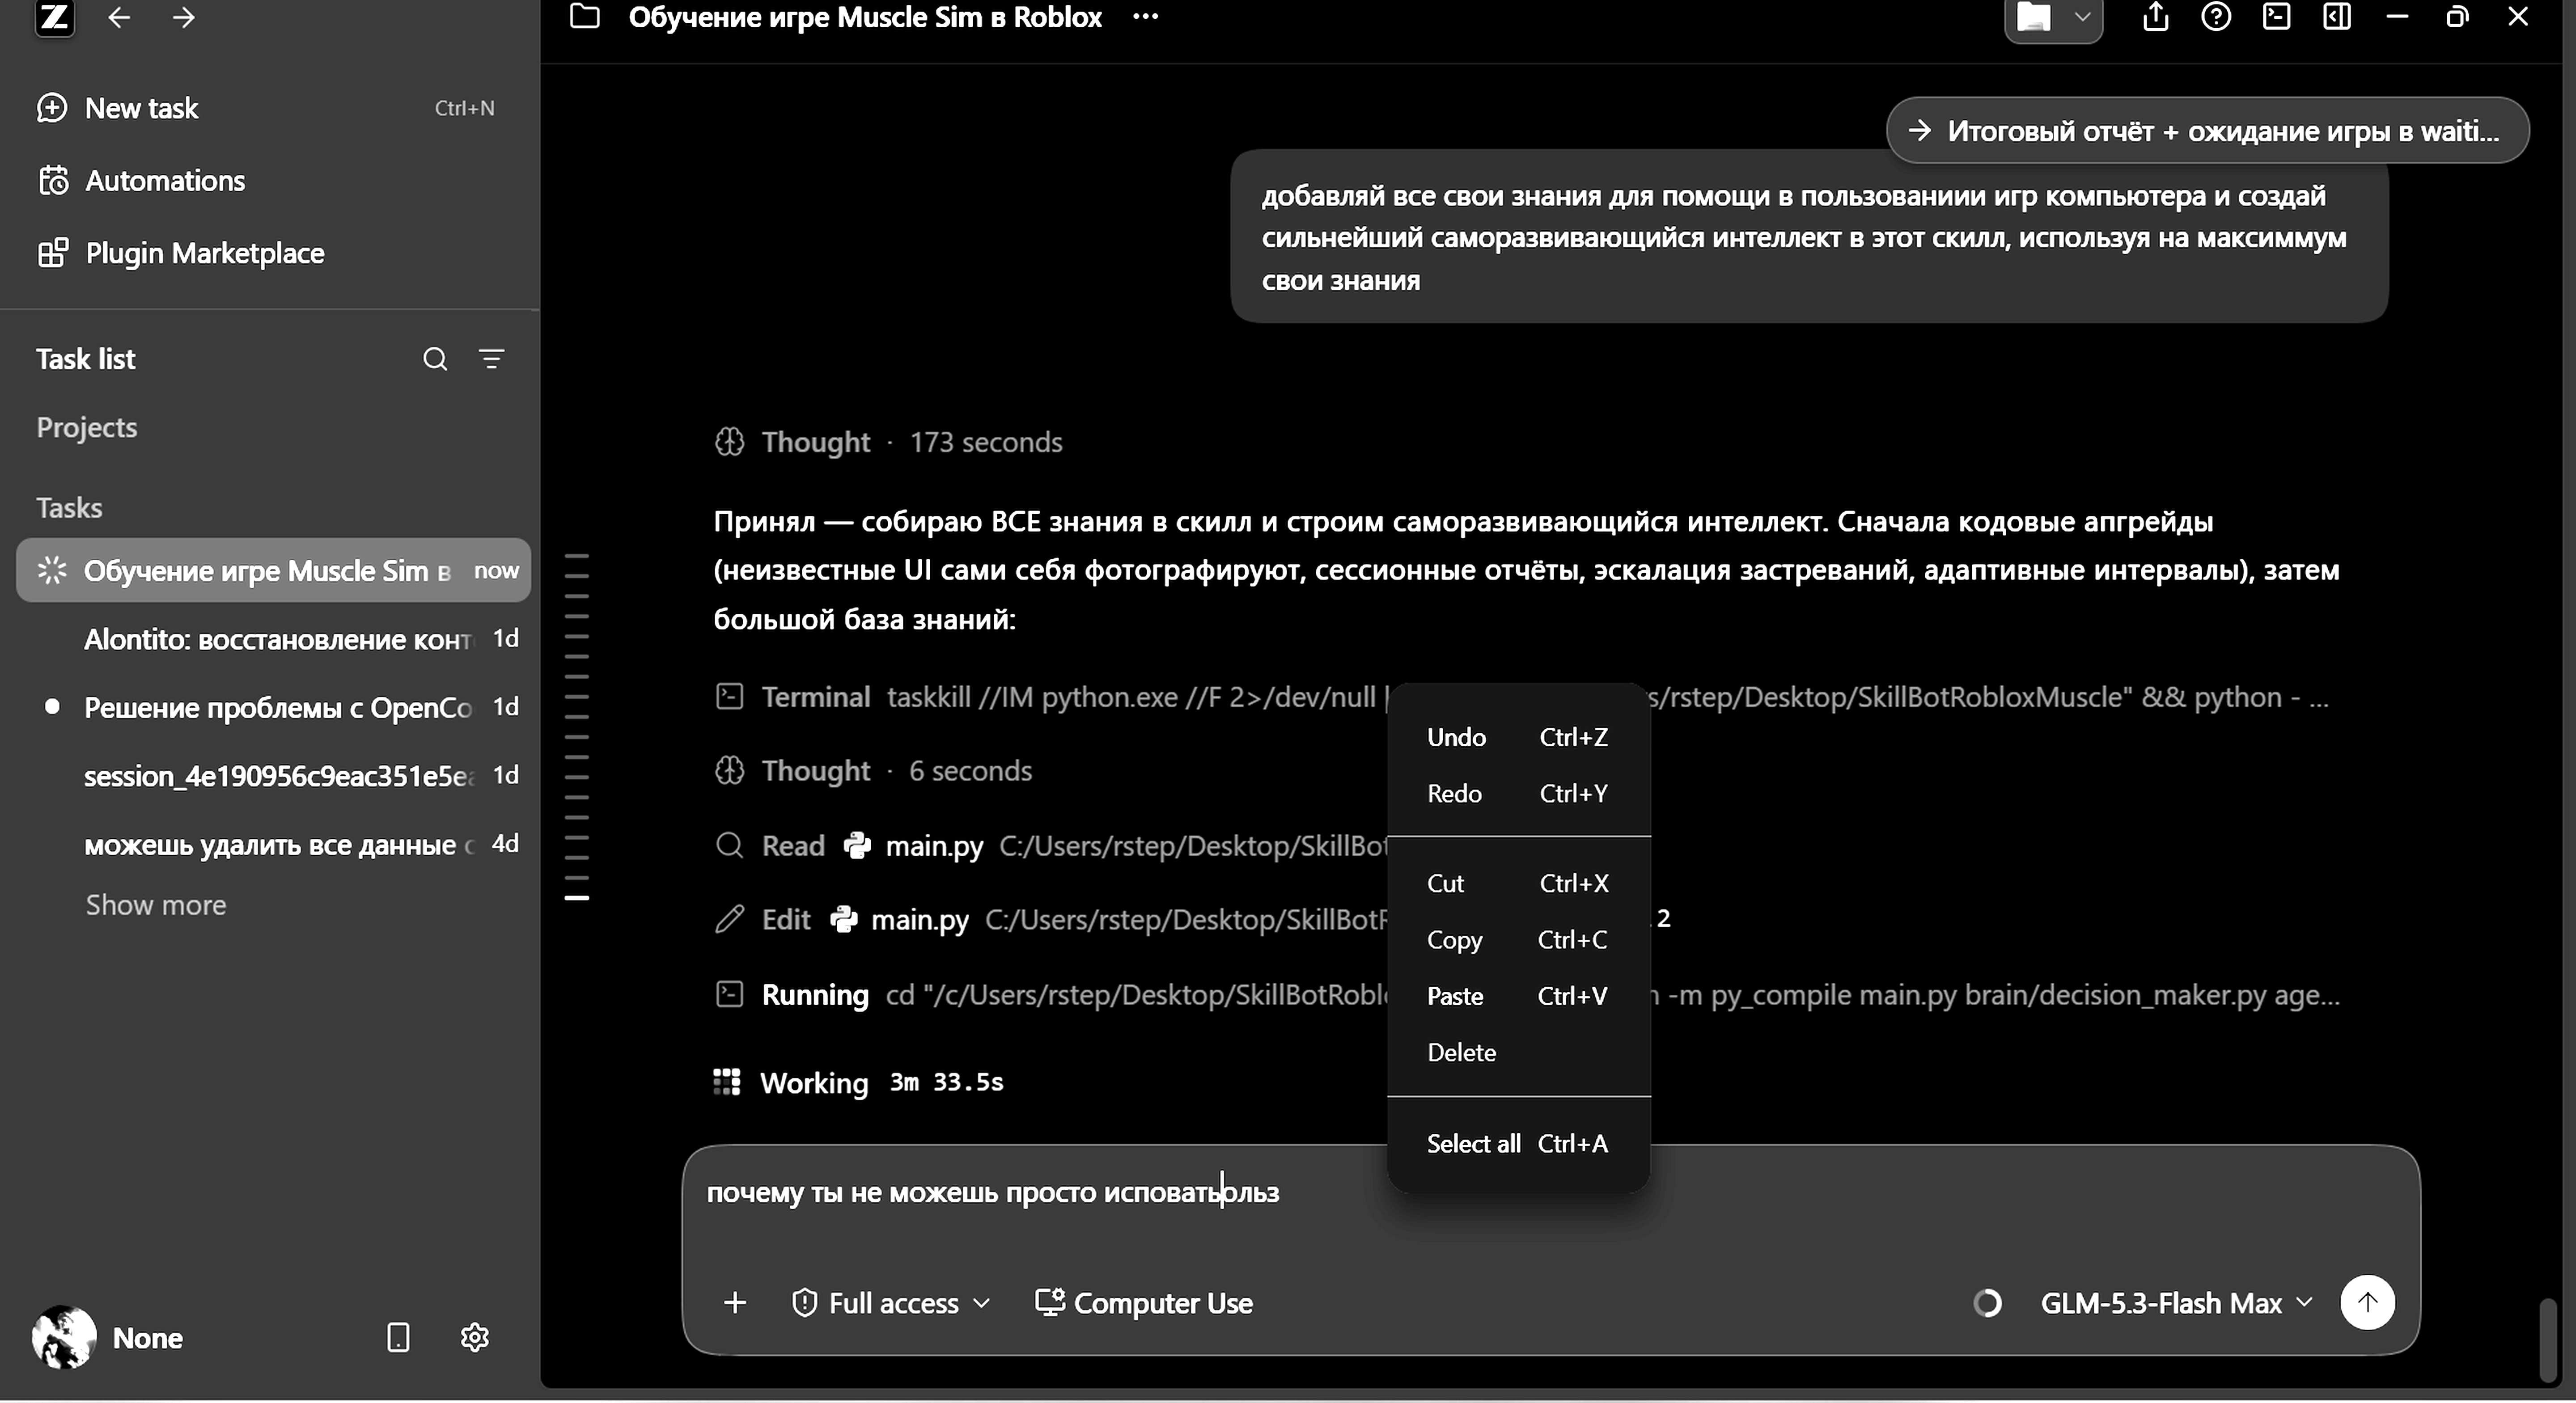 Z
Обучение игре Muscle Sim в Roblox ...
New task Ctrl+N
Automations
Plugin Marketplace
Task list
Projects
Tasks
Обучение игре Muscle Sim в now
Alontito: восстановление конт 1d
Решение проблемы с OpenCo 1d
session_4e190956c9eac351e5ea 1d
можешь удалить все данные с 4d
Show more
None
→ Итоговый отчёт + ожидание игры в waiti...
добавляй все свои знания для помощи в пользованиии игр компьютера и создай
сильнейший саморазвивающийся интеллект в этот скилл, используя на максиммум
свои знания
Thought · 173 seconds
Принял — собираю ВСЕ знания в скилл и строим саморазвивающийся интеллект. Сначала кодовые апгрейды
(неизвестные UI сами себя фотографируют, сессионные отчёты, эскалация застреваний, адаптивные интервалы), затем
большой база знаний:
Terminal taskkill //IM python.exe //F 2>/dev/null s/rstep/Desktop/SkillBotRobloxMuscle" && python - ...
Thought · 6 seconds
Read main.py C:/Users/rstep/Desktop/SkillBot
Edit main.py C:/Users/rstep/Desktop/SkillBotR 2
Running cd "/c/Users/rstep/Desktop/SkillBotRoblo -m py_compile main.py brain/decision_maker.py age...
Working 3m 33.5s
Undo Ctrl+Z
Redo Ctrl+Y
Cut Ctrl+X
Copy Ctrl+C
Paste Ctrl+V
Delete
Select all Ctrl+A
почему ты не можешь просто исповатьольз
+ Full access Computer Use GLM-5.3-Flash Max